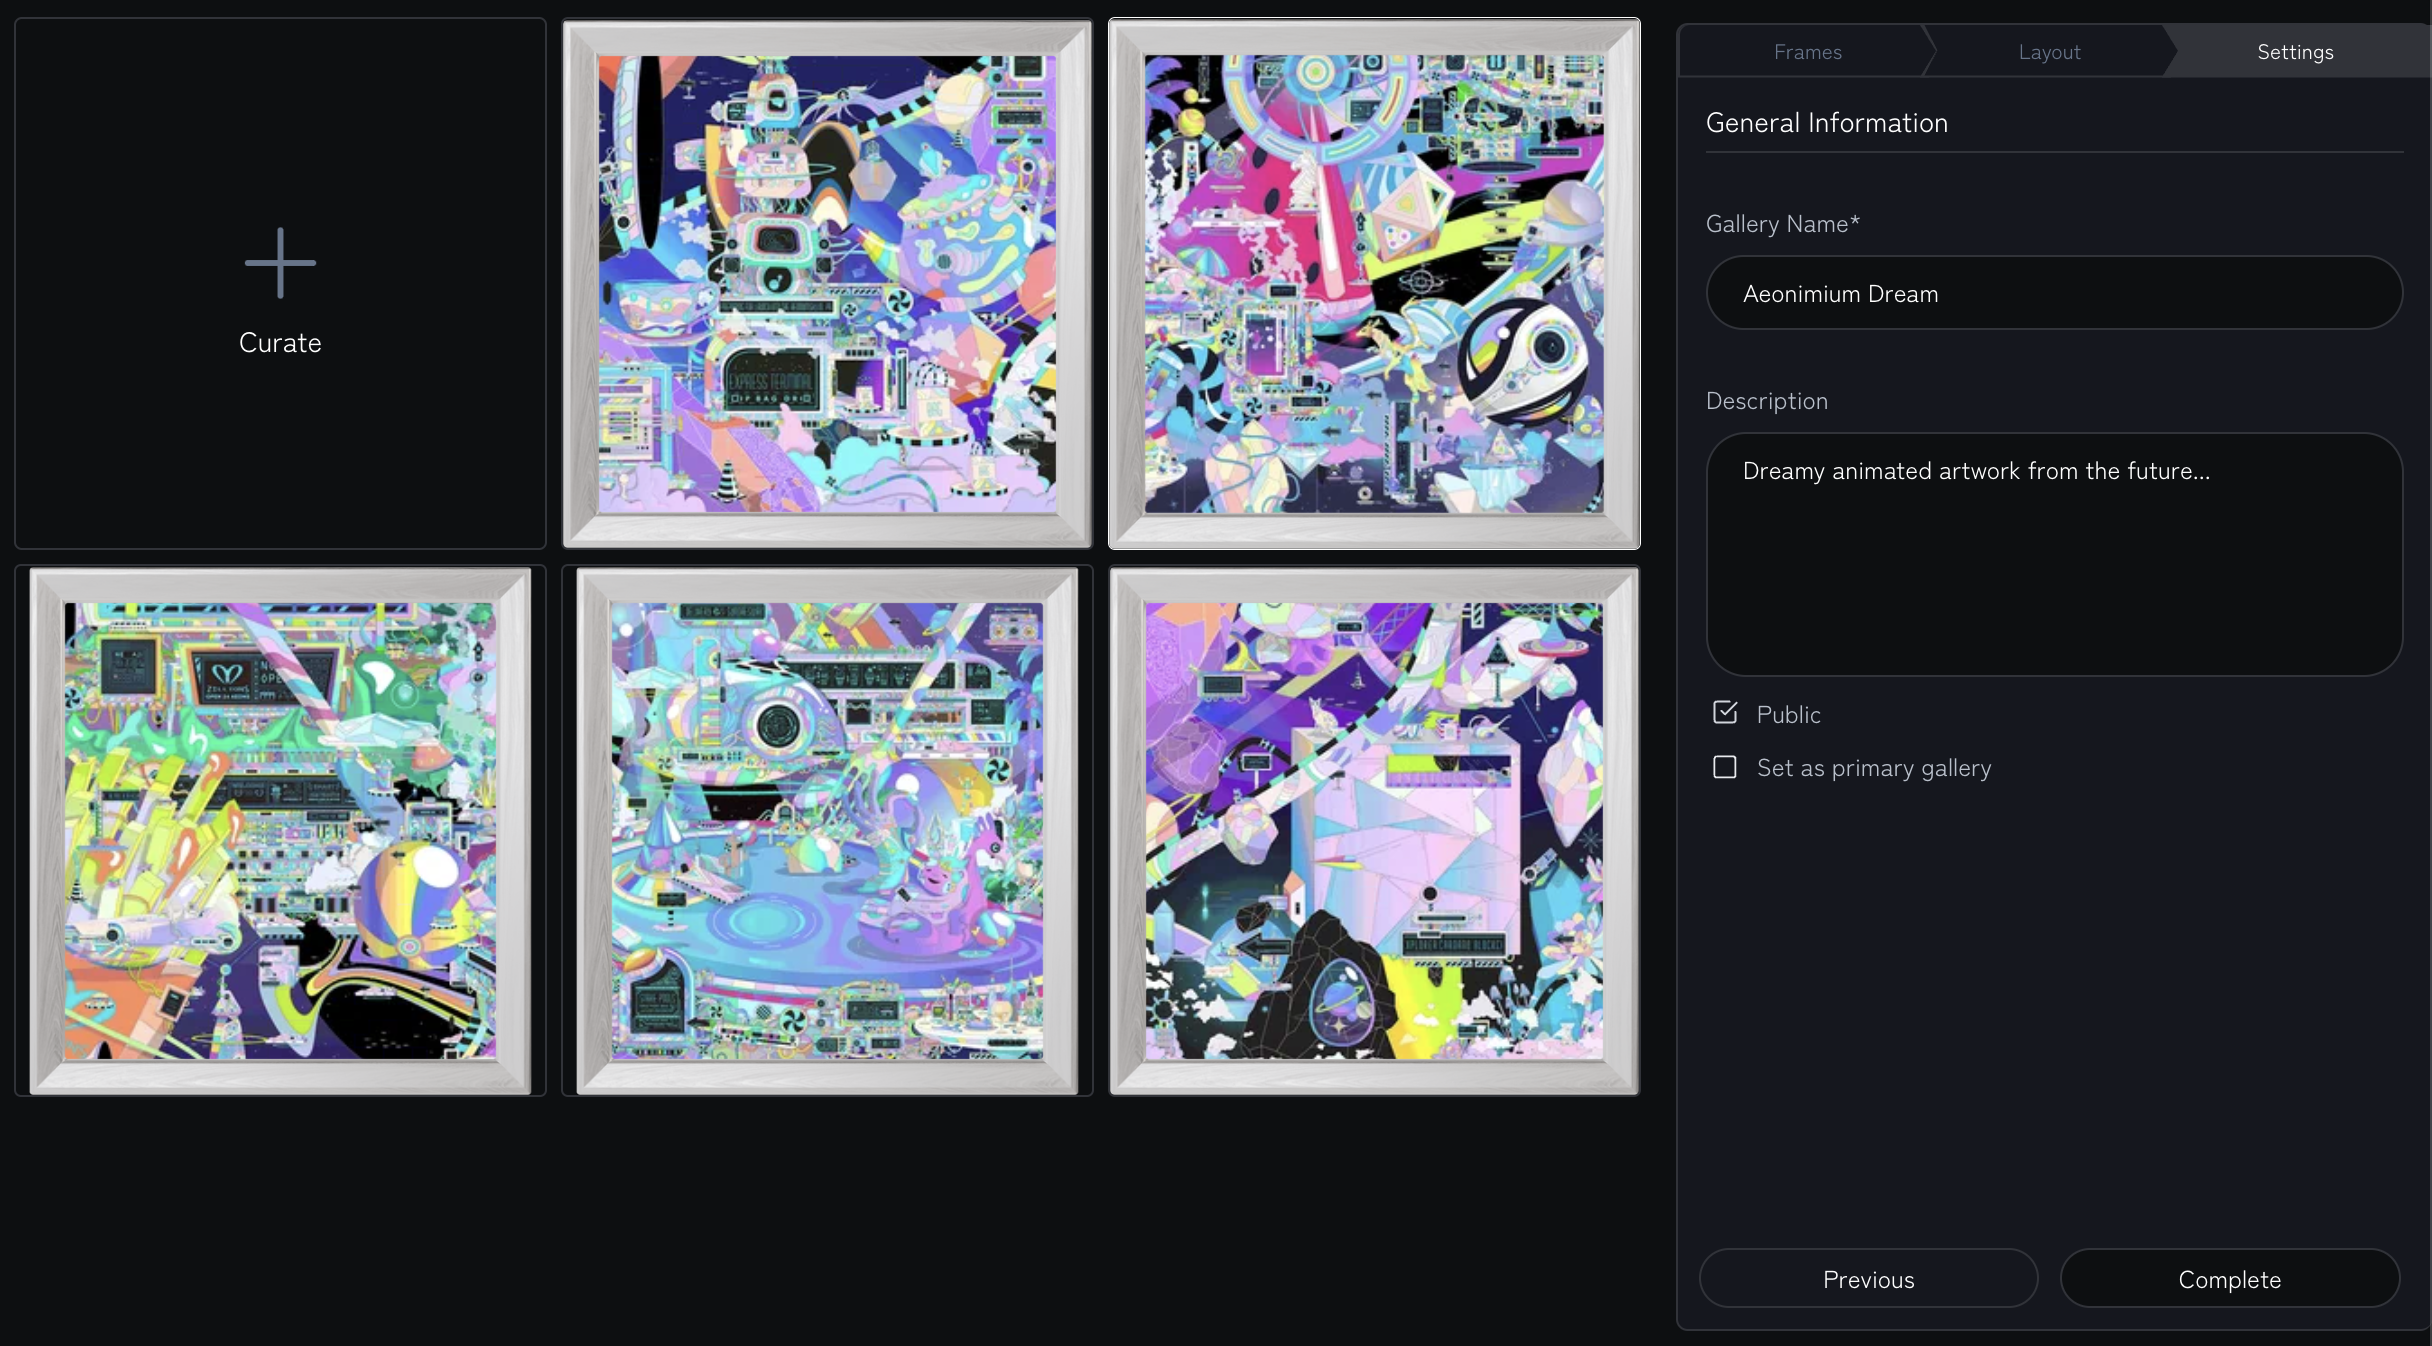 Curate
EXPRESS TERMINAL
Frames
Layout
Settings
General Information
Gallery Name*
Aeonimium Dream
Description
Dreamy animated artwork from the future...
Public
Set as primary gallery
Previous
Complete